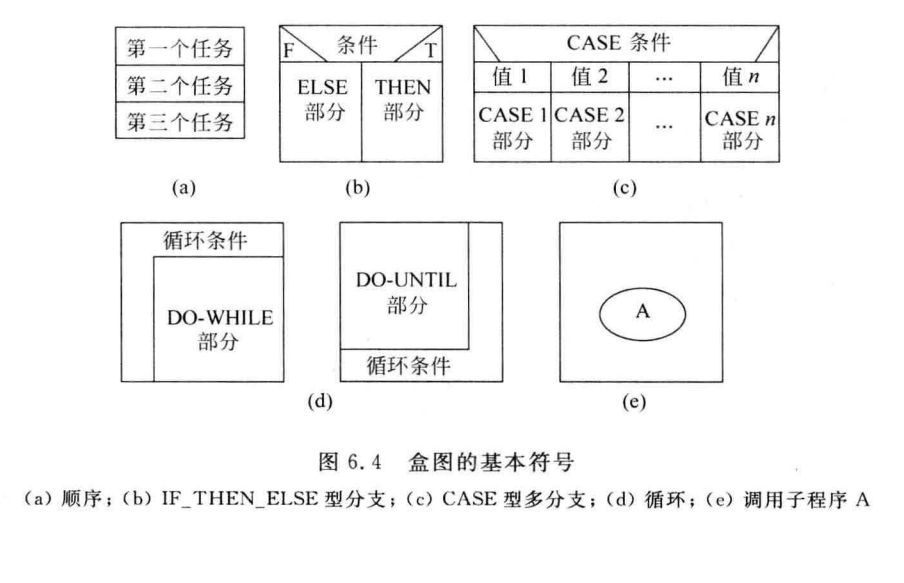 第一个任务
第二个任务
第三个任务
(a)
F 条件 T
ELSE THEN
部分 部分
(b)
CASE 条件
值 1 值 2 … 值 n
CASE 1 CASE 2 … CASE n
部分 部分 部分
(c)
循环条件
DO-WHILE
部分
DO-UNTIL
部分
循环条件
(d)
A
(e)
图 6.4 盒图的基本符号
(a) 顺序; (b) IF_THEN_ELSE 型分支; (c) CASE 型多分支; (d) 循环; (e) 调用子程序 A